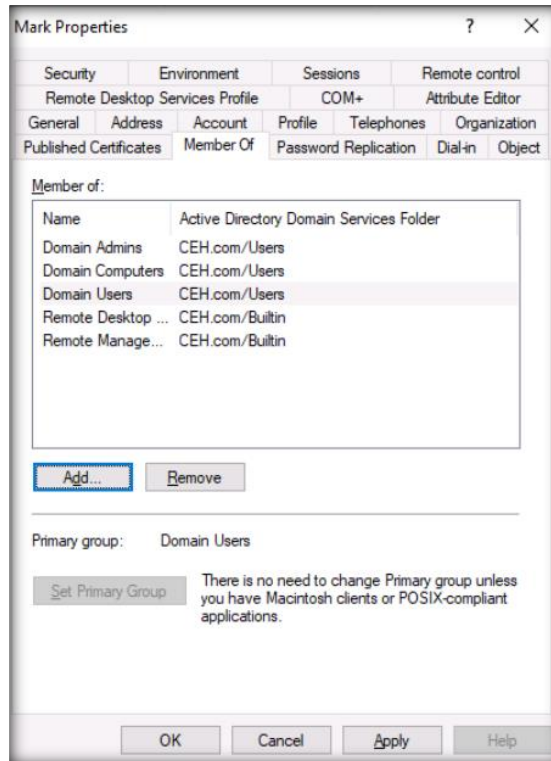 Mark Properties ? ×
Security Environment Sessions Remote control
Remote Desktop Services Profile COM+ Attribute Editor
General Address Account Profile Telephones Organization
Published Certificates Member Of Password Replication Dial-in Object
Member of:
Name Active Directory Domain Services Folder
Domain Admins CEH.com/Users
Domain Computers CEH.com/Users
Domain Users CEH.com/Users
Remote Desktop ... CEH.com/Builtin
Remote Manage... CEH.com/Builtin
Add... Remove
Primary group: Domain Users
Set Primary Group
There is no need to change Primary group unless
you have Macintosh clients or POSIX-compliant
applications.
OK Cancel Apply Help